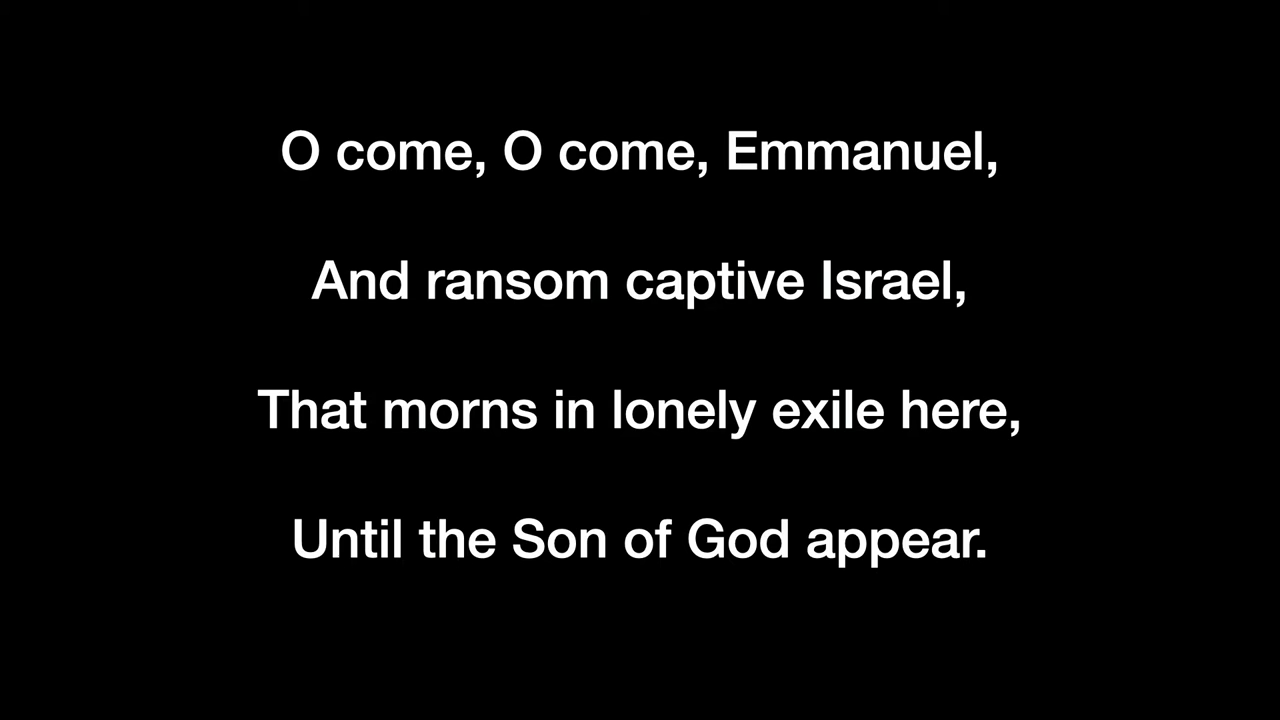 O come, O come, Emmanuel,
And ransom captive Israel,
That morns in lonely exile here,
Until the Son of God appear.